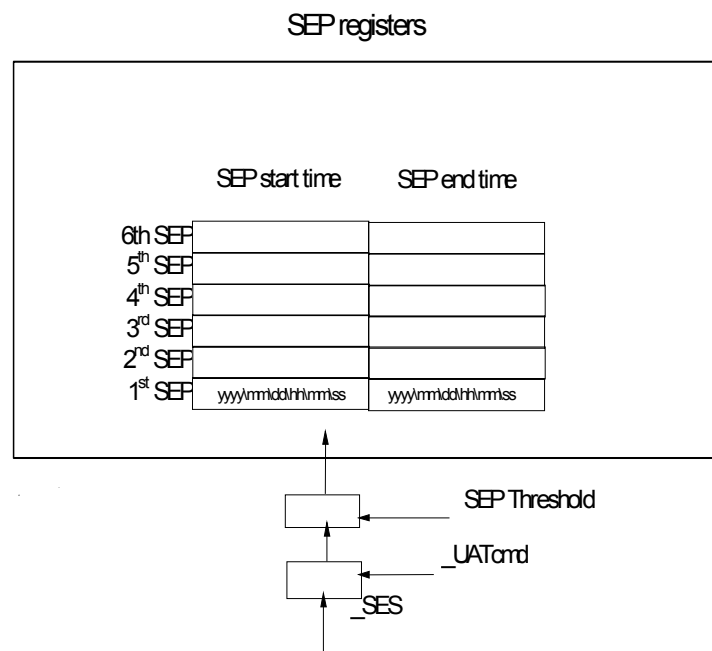 SEP registers
SEP start time SEP end time
6th SEP
5th SEP
4th SEP
3rd SEP
2nd SEP
1st SEP yyyy\mm\dd\hh\mm\ss yyyy\mm\dd\hh\mm\ss
SEP Threshold
_UATcmd
_SES